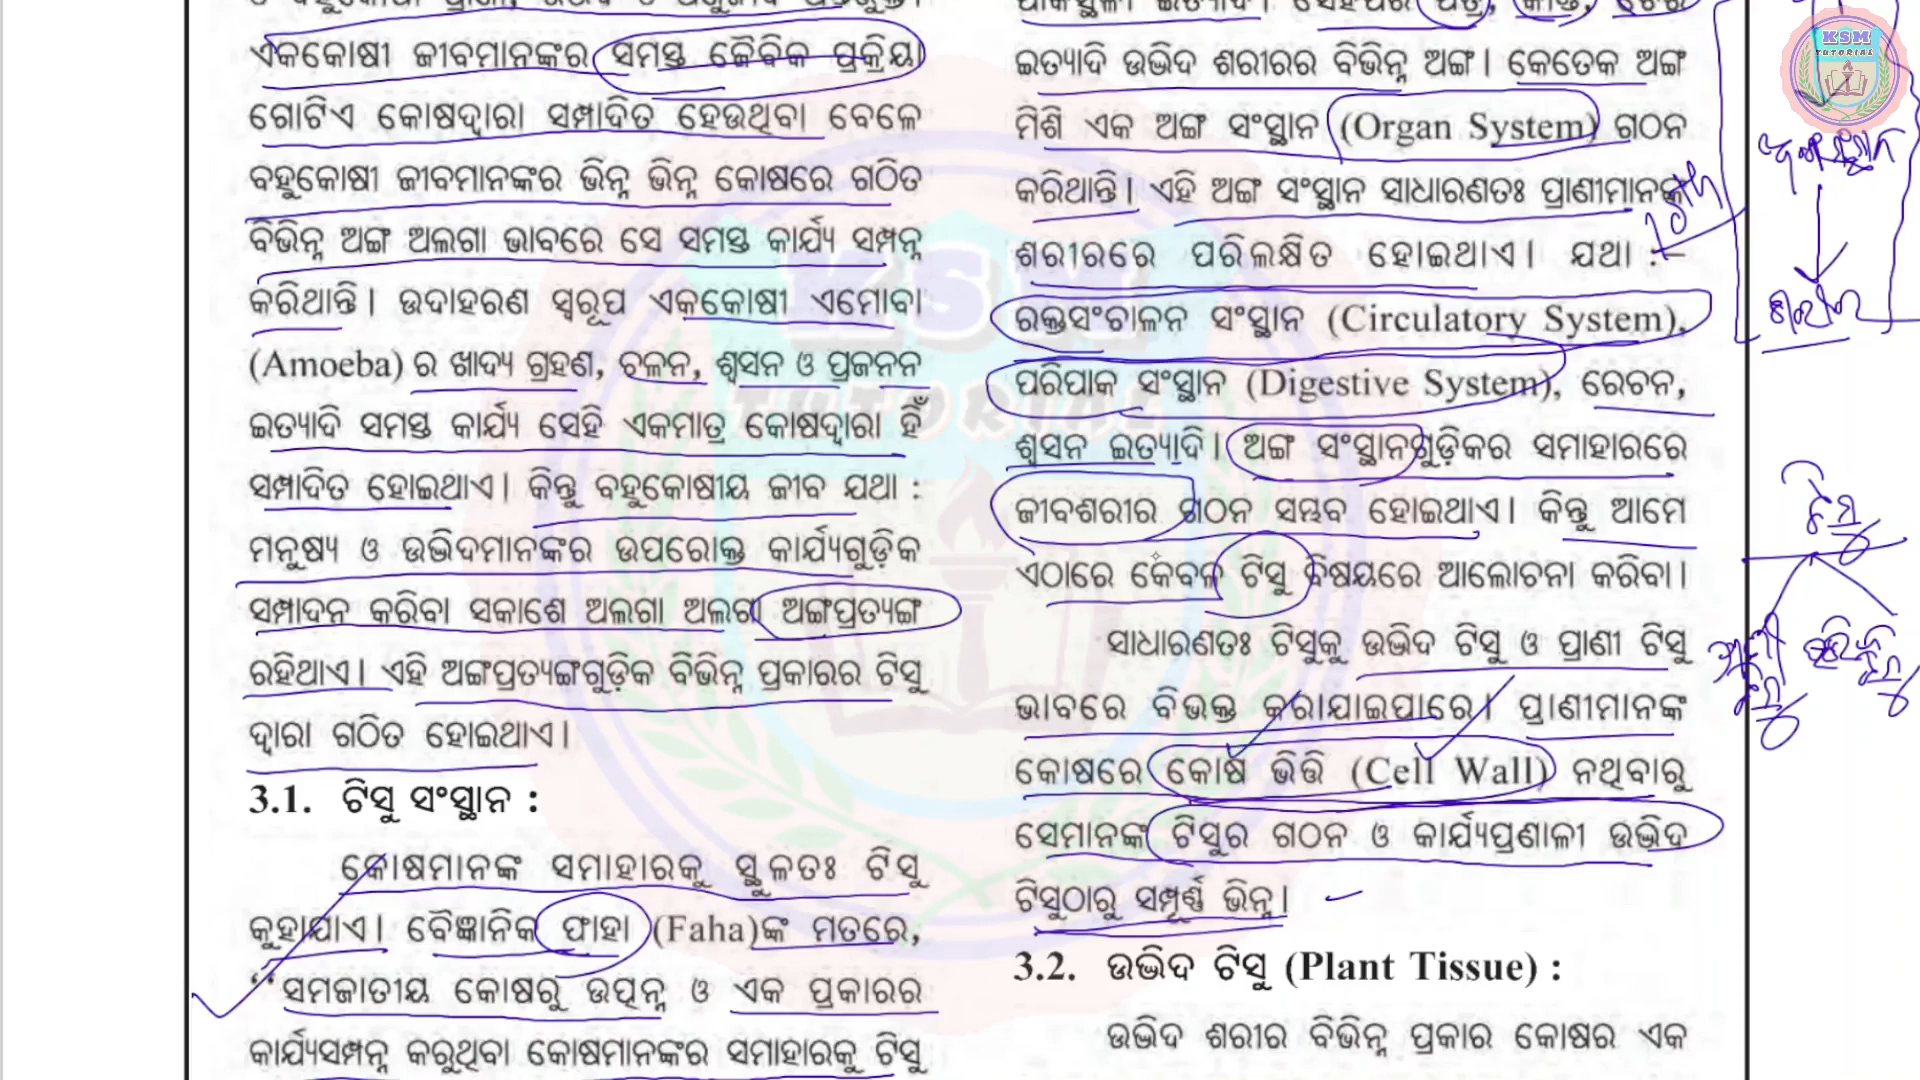 ଏକକୋଷୀ ଜୀବମାନଙ୍କର ସମସ୍ତ ଜୈବିକ ପ୍ରକ୍ରିୟା
ଗୋଟିଏ କୋଷଦ୍ୱାରା ସମ୍ପାଦିତ ହେଉଥିବା ବେଳେ
ବହୁକୋଷୀ ଜୀବମାନଙ୍କର ଭିନ୍ନ ଭିନ୍ନ କୋଷରେ ଗଠିତ
ବିଭିନ୍ନ ଅଙ୍ଗ ଅଲଗା ଭାବରେ ସେ ସମସ୍ତ କାର୍ଯ୍ୟ ସମ୍ପନ୍ନ
କରିଥାନ୍ତି। ଉଦାହରଣ ସ୍ୱରୂପ ଏକକୋଷୀ ଏମୋବା
(Amoeba) ର ଖାଦ୍ୟ ଗ୍ରହଣ, ଚଳନ, ଶ୍ୱସନ ଓ ପ୍ରଜନନ
ଇତ୍ୟାଦି ସମସ୍ତ କାର୍ଯ୍ୟ ସେହି ଏକମାତ୍ର କୋଷଦ୍ୱାରା ହିଁ
ସମ୍ପାଦିତ ହୋଇଥାଏ। କିନ୍ତୁ ବହୁକୋଷୀୟ ଜୀବ ଯଥା :
ମନୁଷ୍ୟ ଓ ଉଦ୍ଭିଦମାନଙ୍କର ଉପରୋକ୍ତ କାର୍ଯ୍ୟଗୁଡ଼ିକ
ସମ୍ପାଦନ କରିବା ସକାଶେ ଅଲଗା ଅଲଗା ଅଙ୍ଗପ୍ରତ୍ୟଙ୍ଗ
ରହିଥାଏ। ଏହି ଅଙ୍ଗପ୍ରତ୍ୟଙ୍ଗଗୁଡ଼ିକ ବିଭିନ୍ନ ପ୍ରକାରର ଟିସୁ
ଦ୍ୱାରା ଗଠିତ ହୋଇଥାଏ।
3.1. ଟିସୁ ସଂସ୍ଥାନ :
କୋଷମାନଙ୍କ ସମାହାରକୁ ସ୍ଥୂଳତଃ ଟିସୁ
କୁହାଯାଏ। ବୈଜ୍ଞାନିକ ଫାହା (Faha)ଙ୍କ ମତରେ,
“ସମଜାତୀୟ କୋଷରୁ ଉତ୍ପନ୍ନ ଓ ଏକ ପ୍ରକାରର
କାର୍ଯ୍ୟସମ୍ପନ୍ନ କରୁଥିବା କୋଷମାନଙ୍କର ସମାହାରକୁ ଟିସୁ
ଇତ୍ୟାଦି ଉଦ୍ଭିଦ ଶରୀରର ବିଭିନ୍ନ ଅଙ୍ଗ। କେତେକ ଅଙ୍ଗ
ମିଶି ଏକ ଅଙ୍ଗ ସଂସ୍ଥାନ (Organ System) ଗଠନ
କରିଥାନ୍ତି। ଏହି ଅଙ୍ଗ ସଂସ୍ଥାନ ସାଧାରଣତଃ ପ୍ରାଣୀମାନଙ୍କ
ଶରୀରରେ ପରିଲକ୍ଷିତ ହୋଇଥାଏ। ଯଥା :–
ରକ୍ତସଂଚାଳନ ସଂସ୍ଥାନ (Circulatory System),
ପରିପାକ ସଂସ୍ଥାନ (Digestive System), ରେଚନ,
ଶ୍ୱସନ ଇତ୍ୟାଦି। ଅଙ୍ଗ ସଂସ୍ଥାନଗୁଡ଼ିକର ସମାହାରରେ
ଜୀବଶରୀର ଗଠନ ସମ୍ଭବ ହୋଇଥାଏ। କିନ୍ତୁ ଆମେ
ଏଠାରେ କେବଳ ଟିସୁ ବିଷୟରେ ଆଲୋଚନା କରିବା।
ସାଧାରଣତଃ ଟିସୁକୁ ଉଦ୍ଭିଦ ଟିସୁ ଓ ପ୍ରାଣୀ ଟିସୁ
ଭାବରେ ବିଭକ୍ତ କରାଯାଇପାରେ। ପ୍ରାଣୀମାନଙ୍କ
କୋଷରେ କୋଷ ଭିତ୍ତି (Cell Wall) ନଥିବାରୁ
ସେମାନଙ୍କ ଟିସୁର ଗଠନ ଓ କାର୍ଯ୍ୟପ୍ରଣାଳୀ ଉଦ୍ଭିଦ
ଟିସୁଠାରୁ ସମ୍ପୂର୍ଣ୍ଣ ଭିନ୍ନ।
3.2. ଉଦ୍ଭିଦ ଟିସୁ (Plant Tissue) :
ଉଦ୍ଭିଦ ଶରୀର ବିଭିନ୍ନ ପ୍ରକାର କୋଷର ଏକ
KSM
TUTORIAL
KSM
TUTORIAL